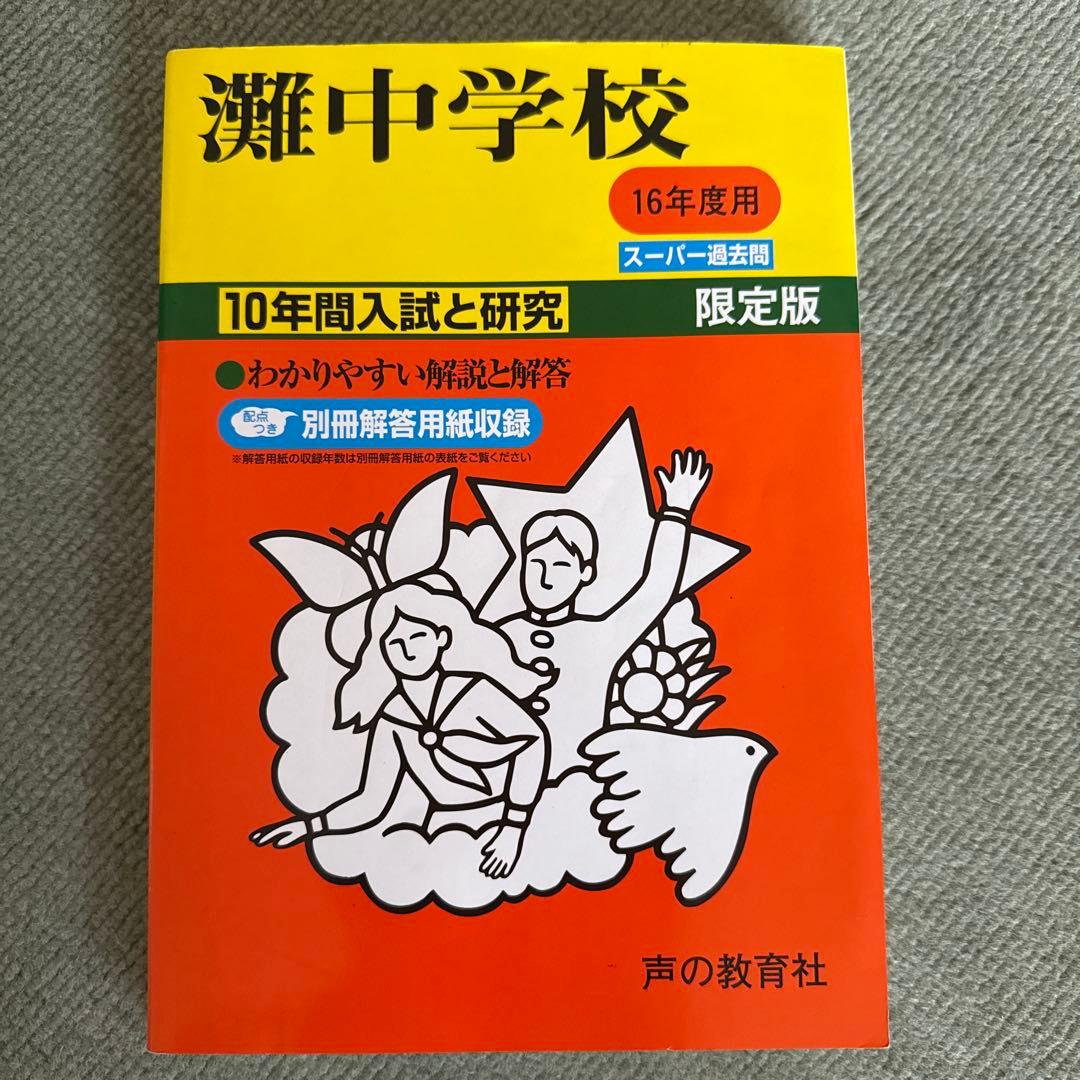 灘中学校
16年度用
スーパー過去問
10年間入試と研究
限定版
●わかりやすい解説と解答
配点
つき
別冊解答用紙収録
※解答用紙の収録年数は別冊解答用紙の表紙をご覧ください
声の教育社